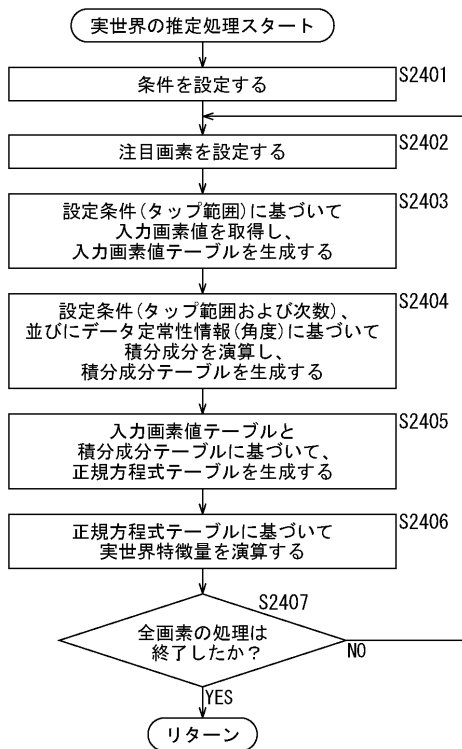 実世界の推定処理スタート
条件を設定する
S2401
注目画素を設定する
S2402
設定条件(タップ範囲)に基づいて
入力画素値を取得し、
入力画素値テーブルを生成する
S2403
設定条件(タップ範囲および次数)、
並びにデータ定常性情報(角度)に基づいて
積分成分を演算し、
積分成分テーブルを生成する
S2404
入力画素値テーブルと
積分成分テーブルに基づいて、
正規方程式テーブルを生成する
S2405
正規方程式テーブルに基づいて
実世界特徴量を演算する
S2406
S2407
全画素の処理は
終了したか？
NO
YES
リターン